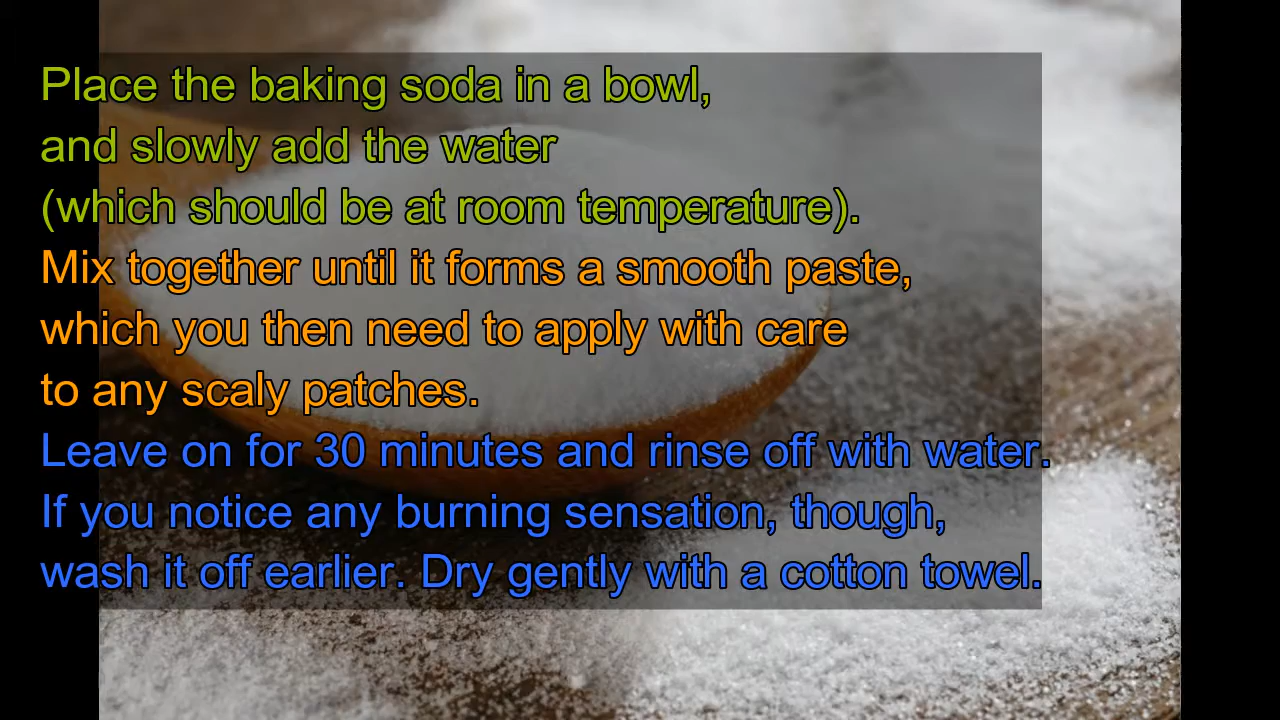 Place the baking soda in a bowl,
and slowly add the water
(which should be at room temperature).
Mix together until it forms a smooth paste,
which you then need to apply with care
to any scaly patches.
Leave on for 30 minutes and rinse off with water.
If you notice any burning sensation, though,
wash it off earlier. Dry gently with a cotton towel.